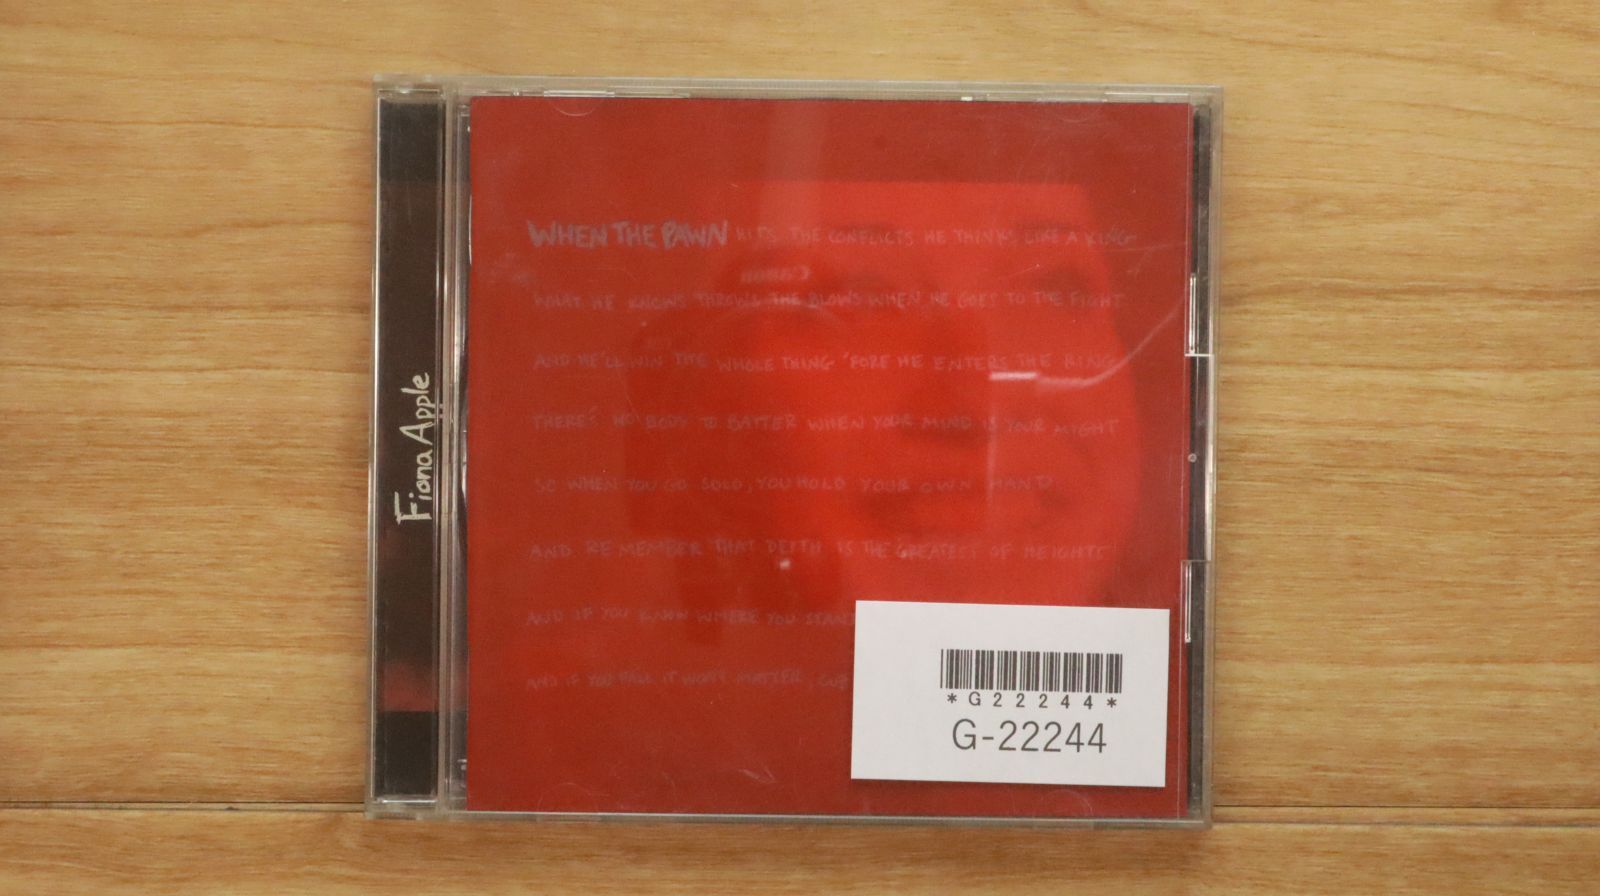 Fiona Apple
WHEN THE PAWN HITS THE CONFLICTS HE THINKS LIKE A KING
Canon
WHAT HE KNOWS THROWS THE BLOWS WHEN HE GOES TO THE FIGHT
AND HE'LL WIN THE WHOLE THING 'FORE HE ENTERS THE RING
THERE'S NO BODY TO BATTER WHEN YOUR MIND IS YOUR MIGHT
SO WHEN YOU GO SOLO, YOU HOLD YOUR OWN HAND
AND REMEMBER THAT DEPTH IS THE GREATEST OF HEIGHTS
AND IF YOU KNOW WHERE YOU STAND
AND IF YOU FALL IT WON'T MATTER, CUZ
*G22244*
G-22244